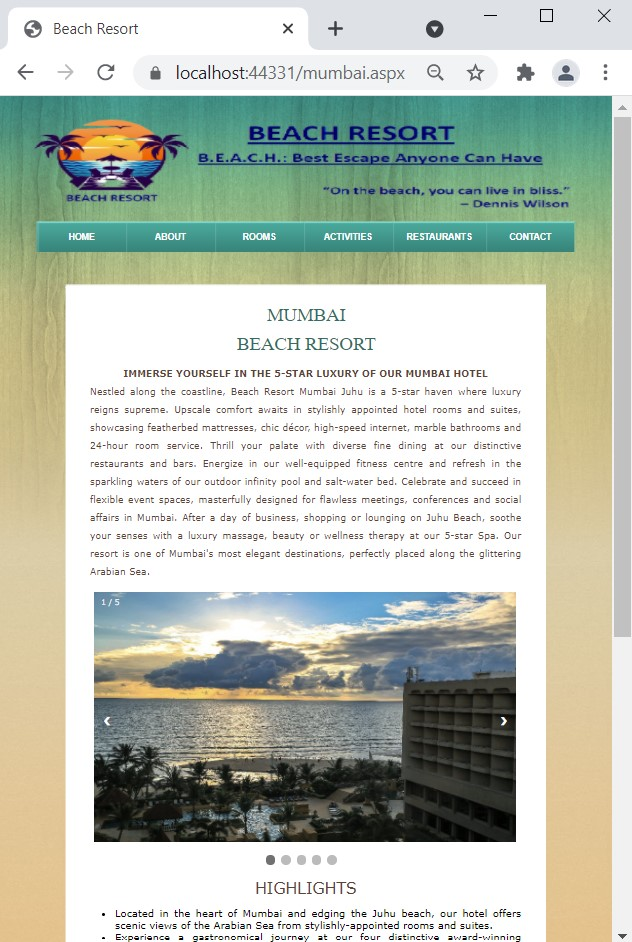 Beach Resort
localhost:44331/mumbai.aspx
BEACH RESORT
B.E.A.C.H.: Best Escape Anyone Can Have
“On the beach, you can live in bliss.”
– Dennis Wilson
BEACH RESORT
HOME ABOUT ROOMS ACTIVITIES RESTAURANTS CONTACT
MUMBAI
BEACH RESORT
IMMERSE YOURSELF IN THE 5-STAR LUXURY OF OUR MUMBAI HOTEL
Nestled along the coastline, Beach Resort Mumbai Juhu is a 5-star haven where luxury
reigns supreme. Upscale comfort awaits in stylishly appointed hotel rooms and suites,
showcasing featherbed mattresses, chic décor, high-speed internet, marble bathrooms and
24-hour room service. Thrill your palate with diverse fine dining at our distinctive
restaurants and bars. Energize in our well-equipped fitness centre and refresh in the
sparkling waters of our outdoor infinity pool and salt-water bed. Celebrate and succeed in
flexible event spaces, masterfully designed for flawless meetings, conferences and social
affairs in Mumbai. After a day of business, shopping or lounging on Juhu Beach, soothe
your senses with a luxury massage, beauty or wellness therapy at our 5-star Spa. Our
resort is one of Mumbai's most elegant destinations, perfectly placed along the glittering
Arabian Sea.
1 / 5
HIGHLIGHTS
• Located in the heart of Mumbai and edging the Juhu beach, our hotel offers
scenic views of the Arabian Sea from stylishly-appointed rooms and suites.
• Experience a gastronomical journey at our four distinctive award-winning